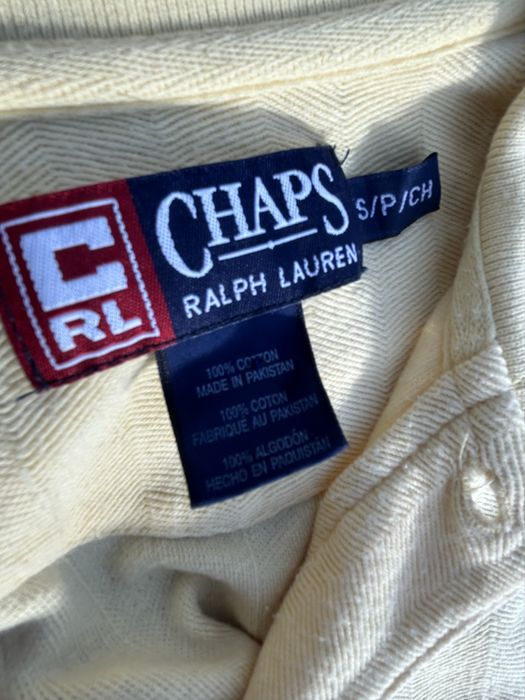 C
RL
CHAPS
RALPH LAUREN
S/P/CH
100% COTTON
MADE IN PAKISTAN
100% COTON
FABRIQUE AU PAKISTAN
100% ALGODÓN
HECHO EN PAQUISTÁN